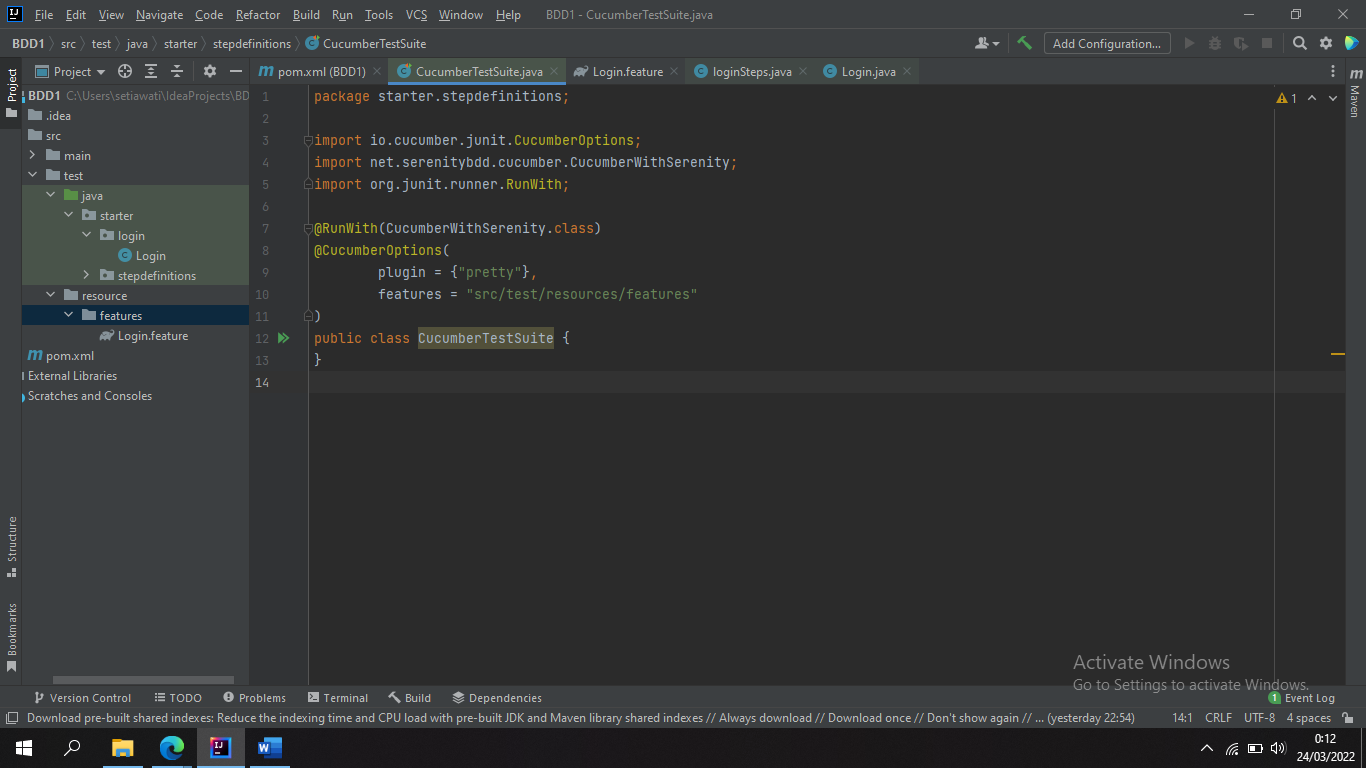 File Edit View Navigate Code Refactor Build Run Tools VCS Window Help BDD1 - CucumberTestSuite.java
BDD1 src test java starter stepdefinitions CucumberTestSuite Add Configuration...
Project pom.xml (BDD1) CucumberTestSuite.java Login.feature loginSteps.java Login.java
Project
Maven
Structure
Bookmarks
BDD1 C:\Users\setiawati\IdeaProjects\BD
.idea
src
main
test
java
starter
login
Login
stepdefinitions
resource
features
Login.feature
pom.xml
External Libraries
Scratches and Consoles
1 package starter.stepdefinitions;
2
3 import io.cucumber.junit.CucumberOptions;
4 import net.serenitybdd.cucumber.CucumberWithSerenity;
5 import org.junit.runner.RunWith;
6
7 @RunWith(CucumberWithSerenity.class)
8 @CucumberOptions(
9 plugin = {"pretty"},
10 features = "src/test/resources/features"
11 )
12 public class CucumberTestSuite {
13 }
14
1
Activate Windows
Go to Settings to activate Windows.
Version Control TODO Problems Terminal Build Dependencies 1 Event Log
Download pre-built shared indexes: Reduce the indexing time and CPU load with pre-built JDK and Maven library shared indexes // Always download // Download once // Don't show again // ... (yesterday 22:54) 14:1 CRLF UTF-8 4 spaces
0:12
24/03/2022